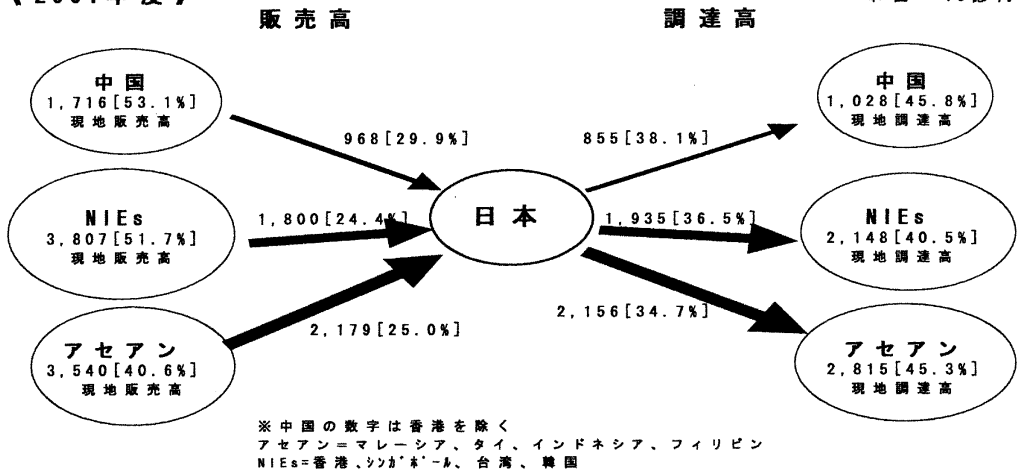 販売高
調達高
中国
1,716[53.1%]
現地販売高
968[29.9%]
855[38.1%]
中国
1,028[45.8%]
現地調達高
NIEs
3,807[51.7%]
現地販売高
1,800[24.4%]
日本
1,935[36.5%]
NIEs
2,148[40.5%]
現地調達高
アセアン
3,540[40.6%]
現地販売高
2,179[25.0%]
2,156[34.7%]
アセアン
2,815[45.3%]
現地調達高
※中国の数字は香港を除く
アセアン=マレーシア、タイ、インドネシア、フィリピン
NIEs=香港、シンガポール、台湾、韓国